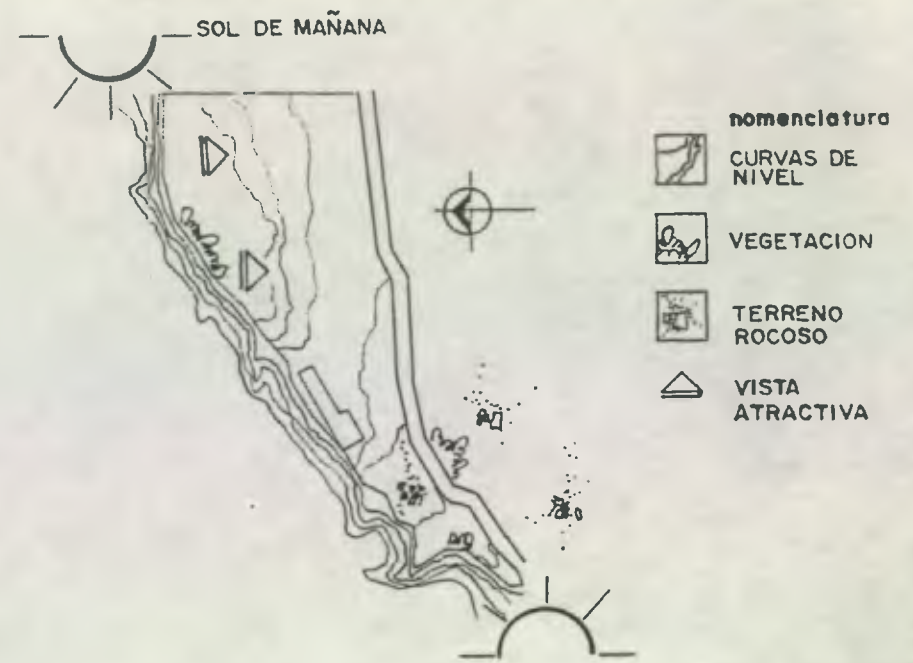 SOL DE MAÑANA
nomenclatura
CURVAS DE
NIVEL
VEGETACION
TERRENO
ROCOSO
VISTA
ATRACTIVA